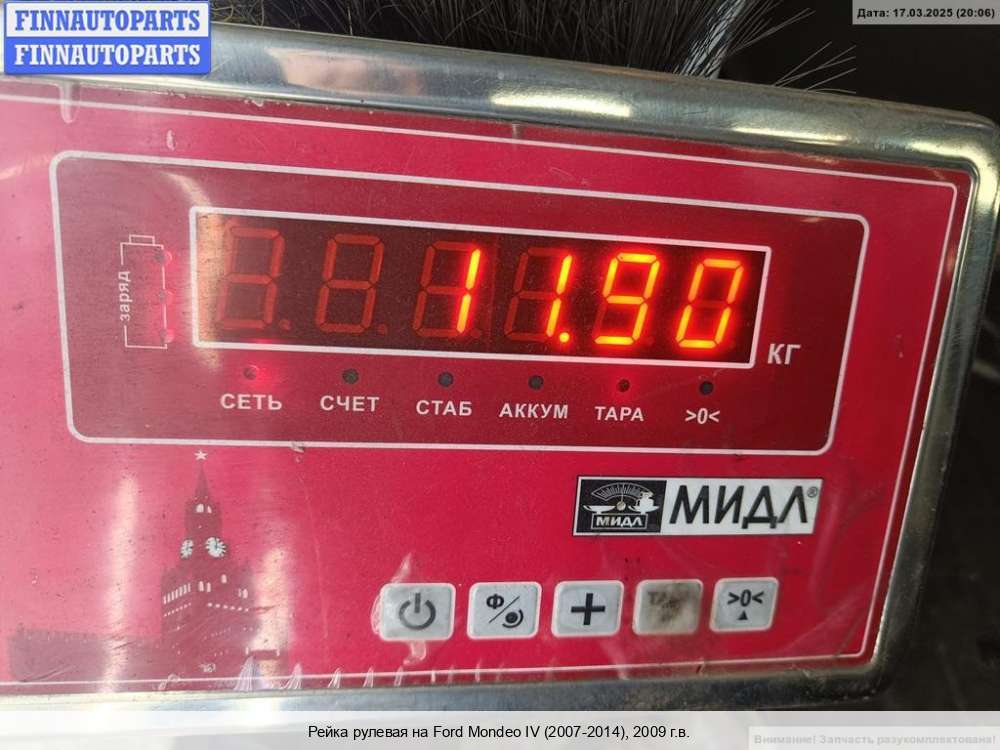 FINNAUTOPARTS
FINNAUTOPARTS
Дата: 17.03.2025 (20:06)
заряд
11.90
КГ
СЕТЬ СЧЕТ СТАБ АККУМ ТАРА >0<
МИДЛ МИДЛ®
Ф + >0<
Рейка рулевая на Ford Mondeo IV (2007-2014), 2009 г.в.
Внимание! Запчасть разукомплектована!